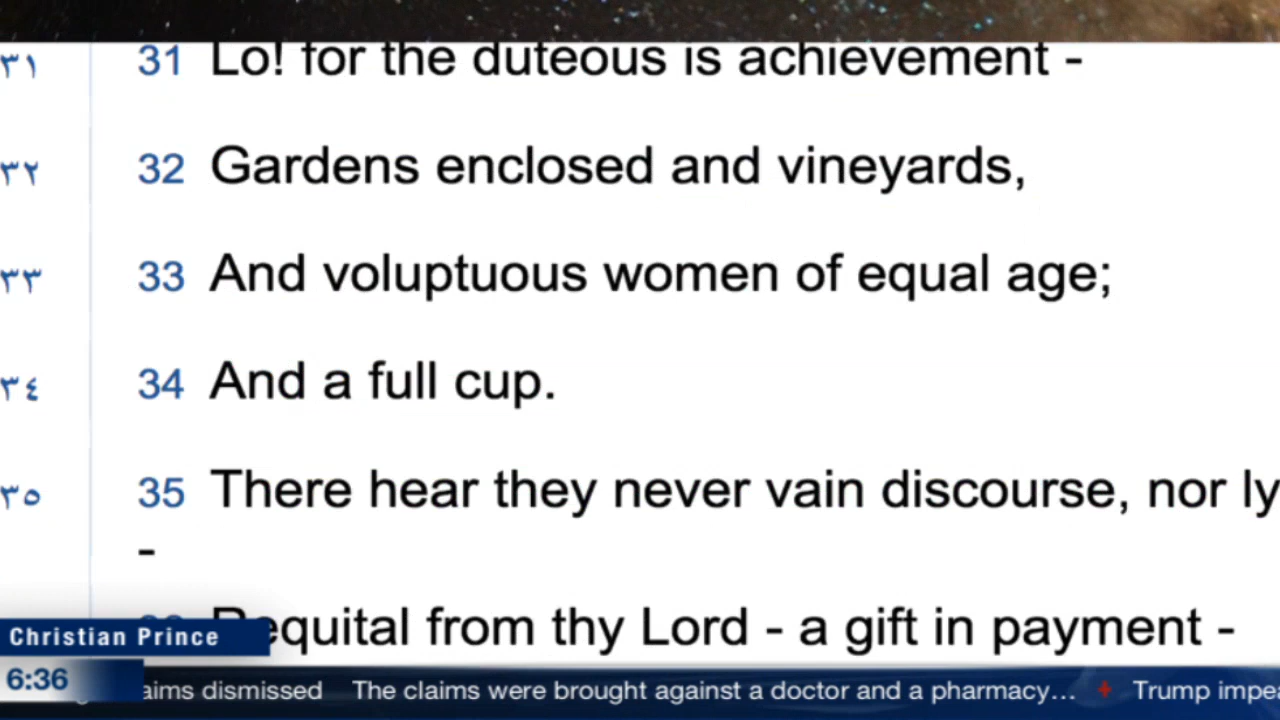 ٣١ 31 Lo! for the duteous is achievement -
٣٢ 32 Gardens enclosed and vineyards,
٣٣ 33 And voluptuous women of equal age;
٣٤ 34 And a full cup.
٣٥ 35 There hear they never vain discourse, nor ly
-
Requital from thy Lord - a gift in payment -
Christian Prince
6:36 aims dismissed The claims were brought against a doctor and a pharmacy... Trump impea